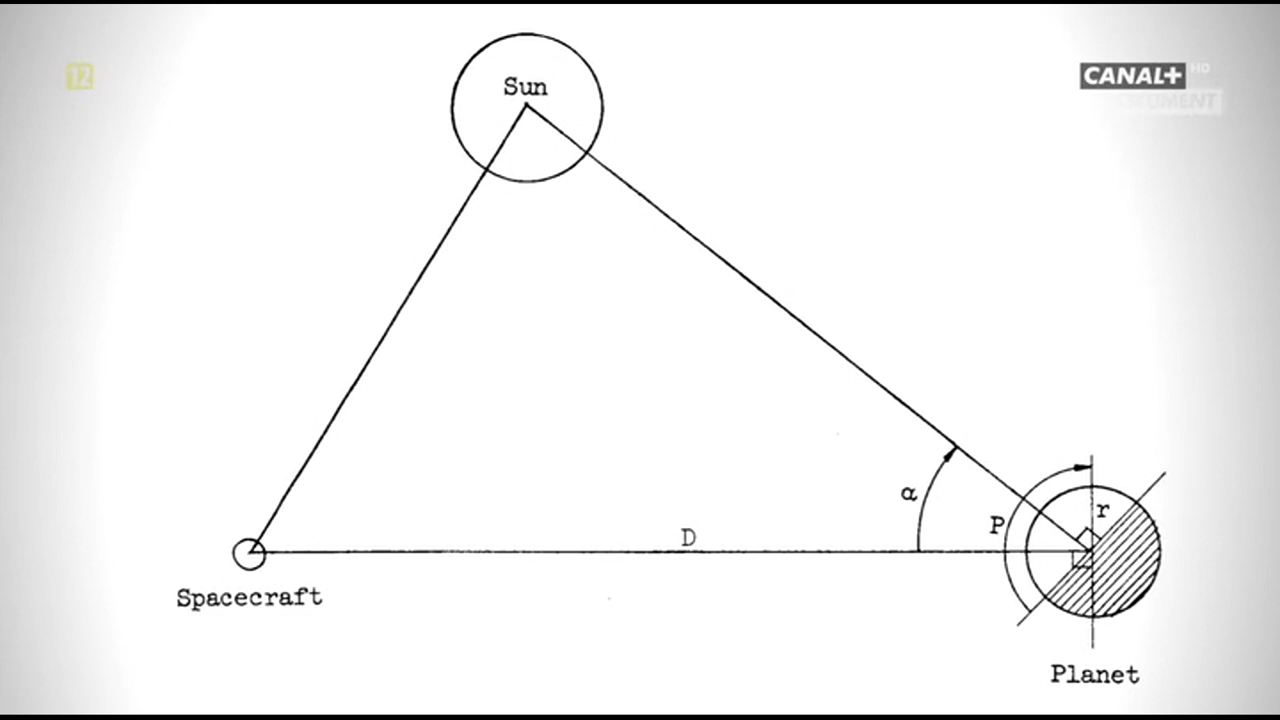 Sun
12
CANAL+
HD
α
r
P
D
Spacecraft
Planet